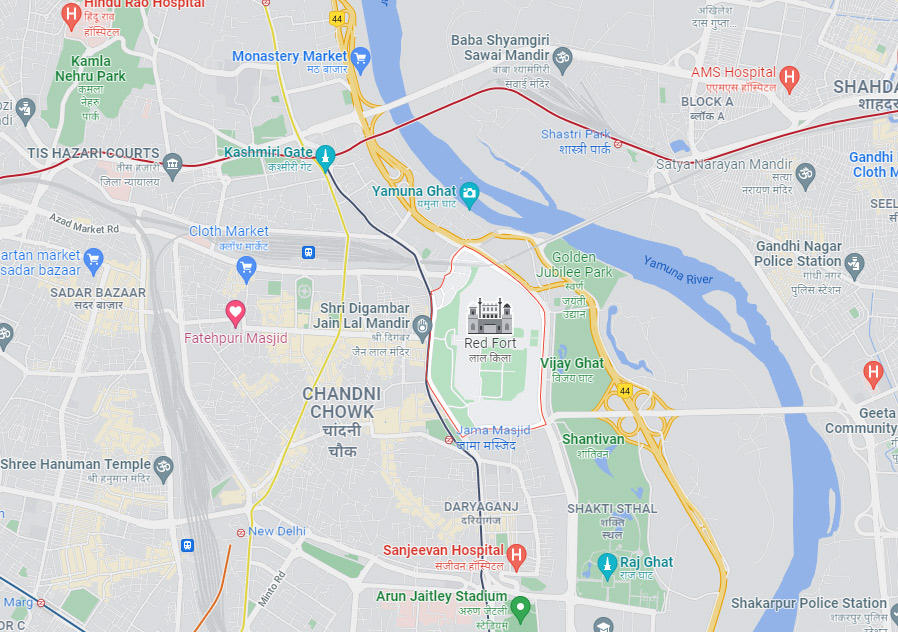 Hindu Rao Hospital
हिंदू राव
हॉस्पिटल
44
Monastery Market
मठ बाजार
Kamla
Nehru Park
कमला
नेहरु
पार्क
अखिलेश
दास गुप्ता...
Baba Shyamgiri
Sawai Mandir
बाबा श्यामगिरी
सवाई मंदिर
AMS Hospital
एएमएस हॉस्पिटल
BLOCK A
ब्लॉक A
SHAHDA
शाहदर
TIS HAZARI COURTS
तीस हजारी
जिला न्यायालय
Kashmiri Gate
कश्मीरी गेट
Shastri Park
शास्त्री पार्क
Satya Narayan Mandir
सत्या
नारायण मंदिर
Gandhi
Cloth M
Yamuna Ghat
यमुना घाट
SEEL
Azad Market Rd
Cloth Market
क्लॉथ मार्केट
artan market
sadar bazaar
SADAR BAZAAR
सदर बाज़ार
Golden
Jubilee Park
स्वर्ण
जयंती
उद्यान
Yamuna River
Gandhi Nagar
Police Station
गांधी नगर
पुलिस स्टेशन
Shri Digambar
Jain Lal Mandir
श्री दिगंबर
जैन लाल मंदिर
Fatehpuri Masjid
Red Fort
लाल क़िला
Vijay Ghat
विजय घाट
44
CHANDNI
CHOWK
चांदनी
चौक
Jama Masjid
जामा मस्जिद
Shantivan
शांतिवन
Geeta
Community
Shree Hanuman Temple
श्री हनुमान मंदिर
DARYAGANJ
दरियागंज
SHAKTI STHAL
शक्ति
स्थल
New Delhi
Sanjeevan Hospital
सजीवन हॉस्पिटल
Raj Ghat
राज घाट
Minto Rd
Marg
Arun Jaitley Stadium
अरुण जेटली
स्टेडियम
Shakarpur Police Station
शकरपुर पुलिस